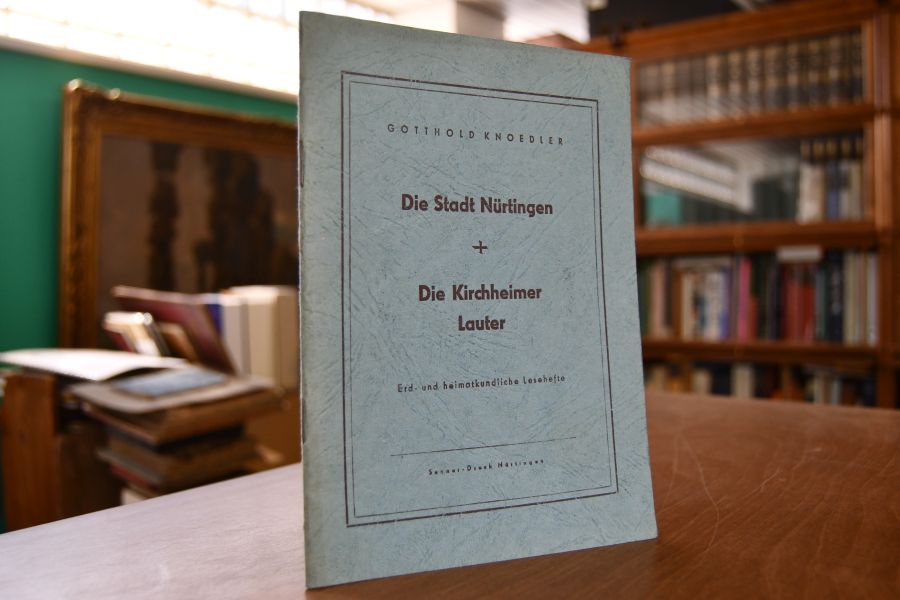 GOTTHOLD KNOEDLER
Die Stadt Nürtingen
+
Die Kirchheimer
Lauter
Erd- und heimatkundliche Lesehefte
Senner-Druck Nürtingen